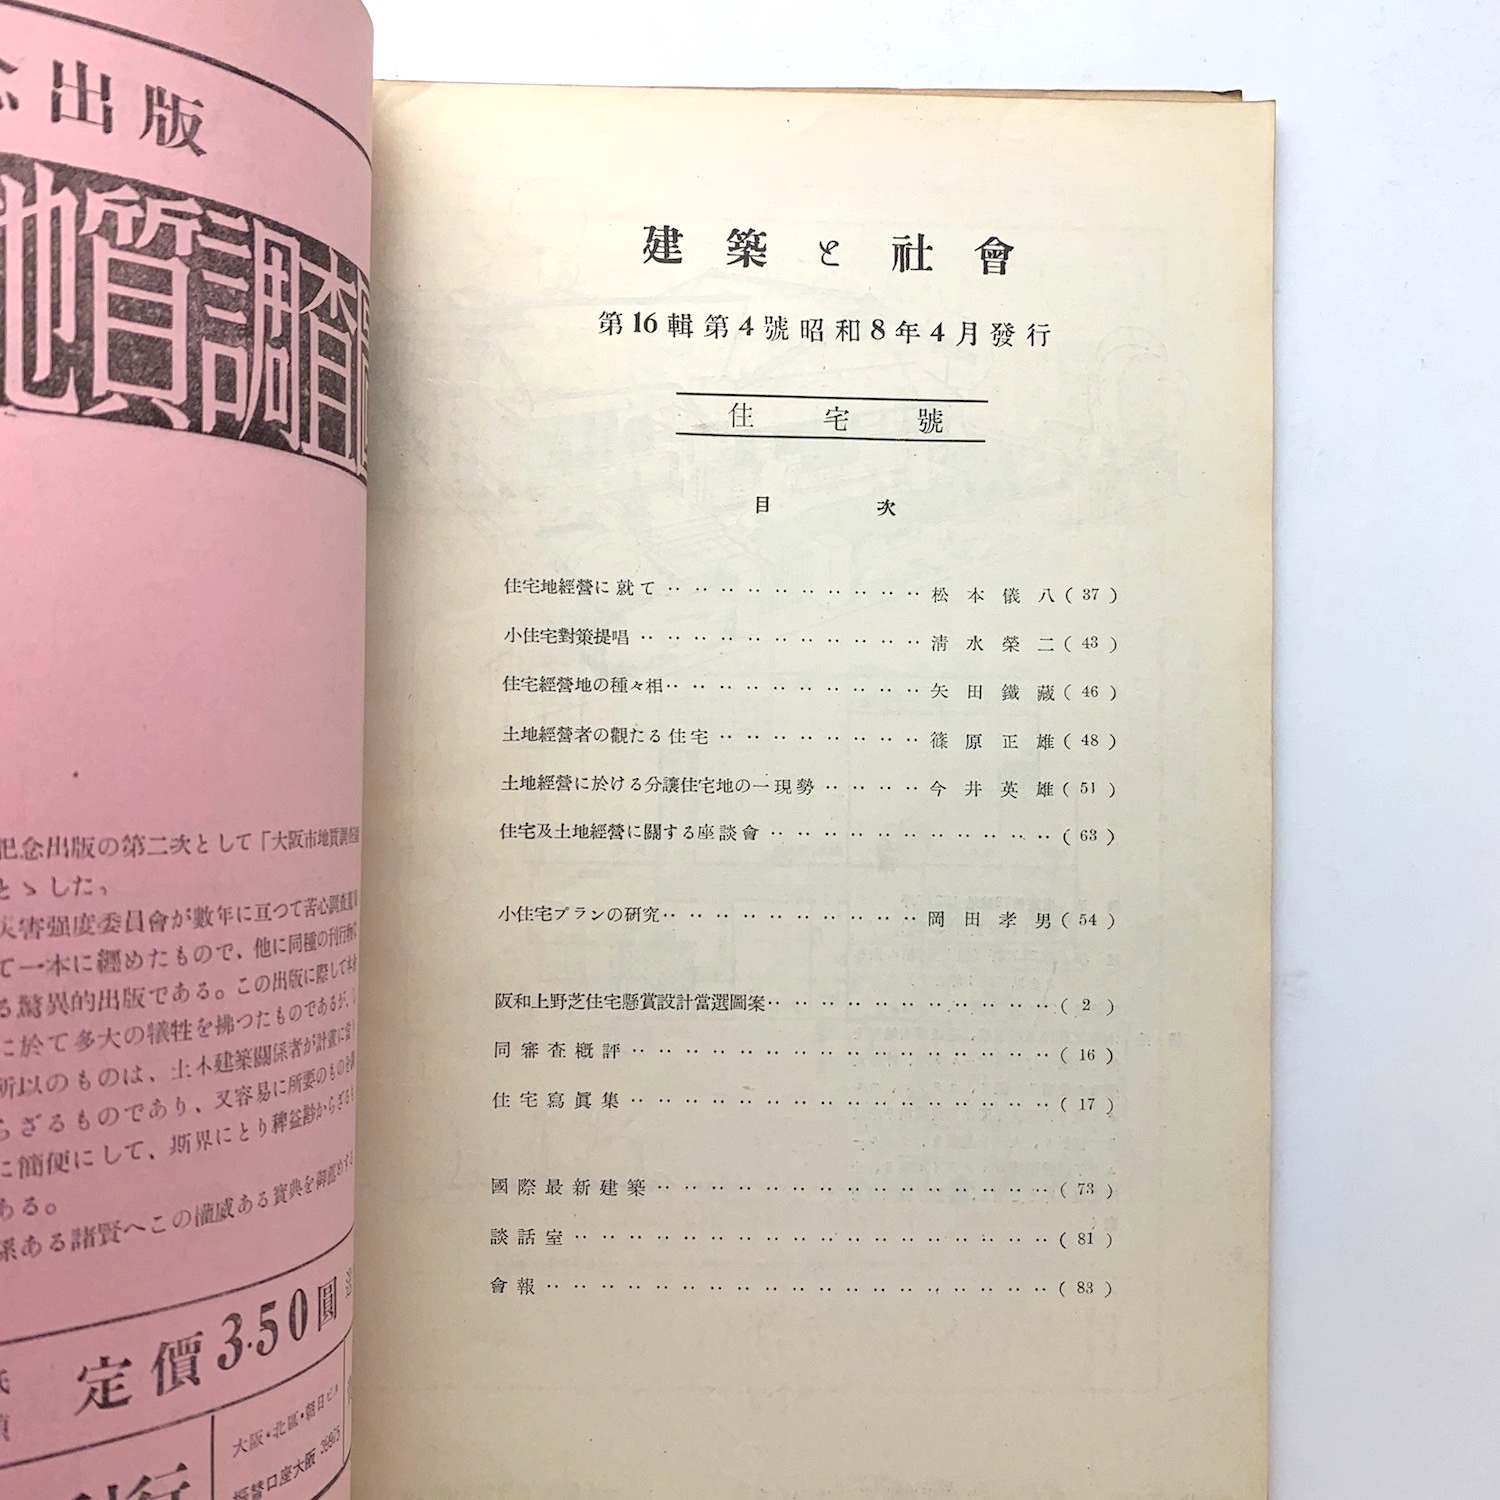 出版
地質調査
記念出版の第二次として「大阪市地質調査
とゝした、
害強度委員會が數年に亘つて苦心調査
て一本に纒めたもので、他に同種の刊行物
る驚異的出版である。この出版に際して本
に於て多大の犠牲を拂つたものであるが、
所以のものは、土木建築關係者が計畫に當り
らざるものであり、又容易に所要のものを
に簡便にして、斯界にとり稗益尠からざるも
ある。
係ある諸賢へこの權威ある寶典を御薦めする
定價3.50圓
大阪・北區・朝日ビル
振替口座大阪
行
建築と社會
第16輯第4號昭和8年4月發行
住宅號
目次
住宅地經營に就て‥‥‥‥‥‥‥‥‥‥松本儀八(37)
小住宅對策提唱‥‥‥‥‥‥‥‥‥‥‥清水榮二(43)
住宅經營地の種々相‥‥‥‥‥‥‥‥‥‥矢田鐵藏(46)
土地經營者の觀たる住宅‥‥‥‥‥‥‥‥篠原正雄(48)
土地經營に於ける分讓住宅地の一現勢‥‥‥‥今井英雄(51)
住宅及土地經營に關する座談會‥‥‥‥‥‥‥‥‥‥‥(63)
小住宅プランの研究‥‥‥‥‥‥‥‥‥‥岡田孝男(54)
阪和上野芝住宅懸賞設計當選圖案‥‥‥‥‥‥‥‥‥‥‥(2)
同審査概評‥‥‥‥‥‥‥‥‥‥‥‥‥‥‥‥(16)
住宅寫眞集‥‥‥‥‥‥‥‥‥‥‥‥‥‥‥‥(17)
國際最新建築‥‥‥‥‥‥‥‥‥‥‥‥‥‥‥(73)
談話室‥‥‥‥‥‥‥‥‥‥‥‥‥‥‥‥‥‥(81)
會報‥‥‥‥‥‥‥‥‥‥‥‥‥‥‥‥‥‥‥(83)